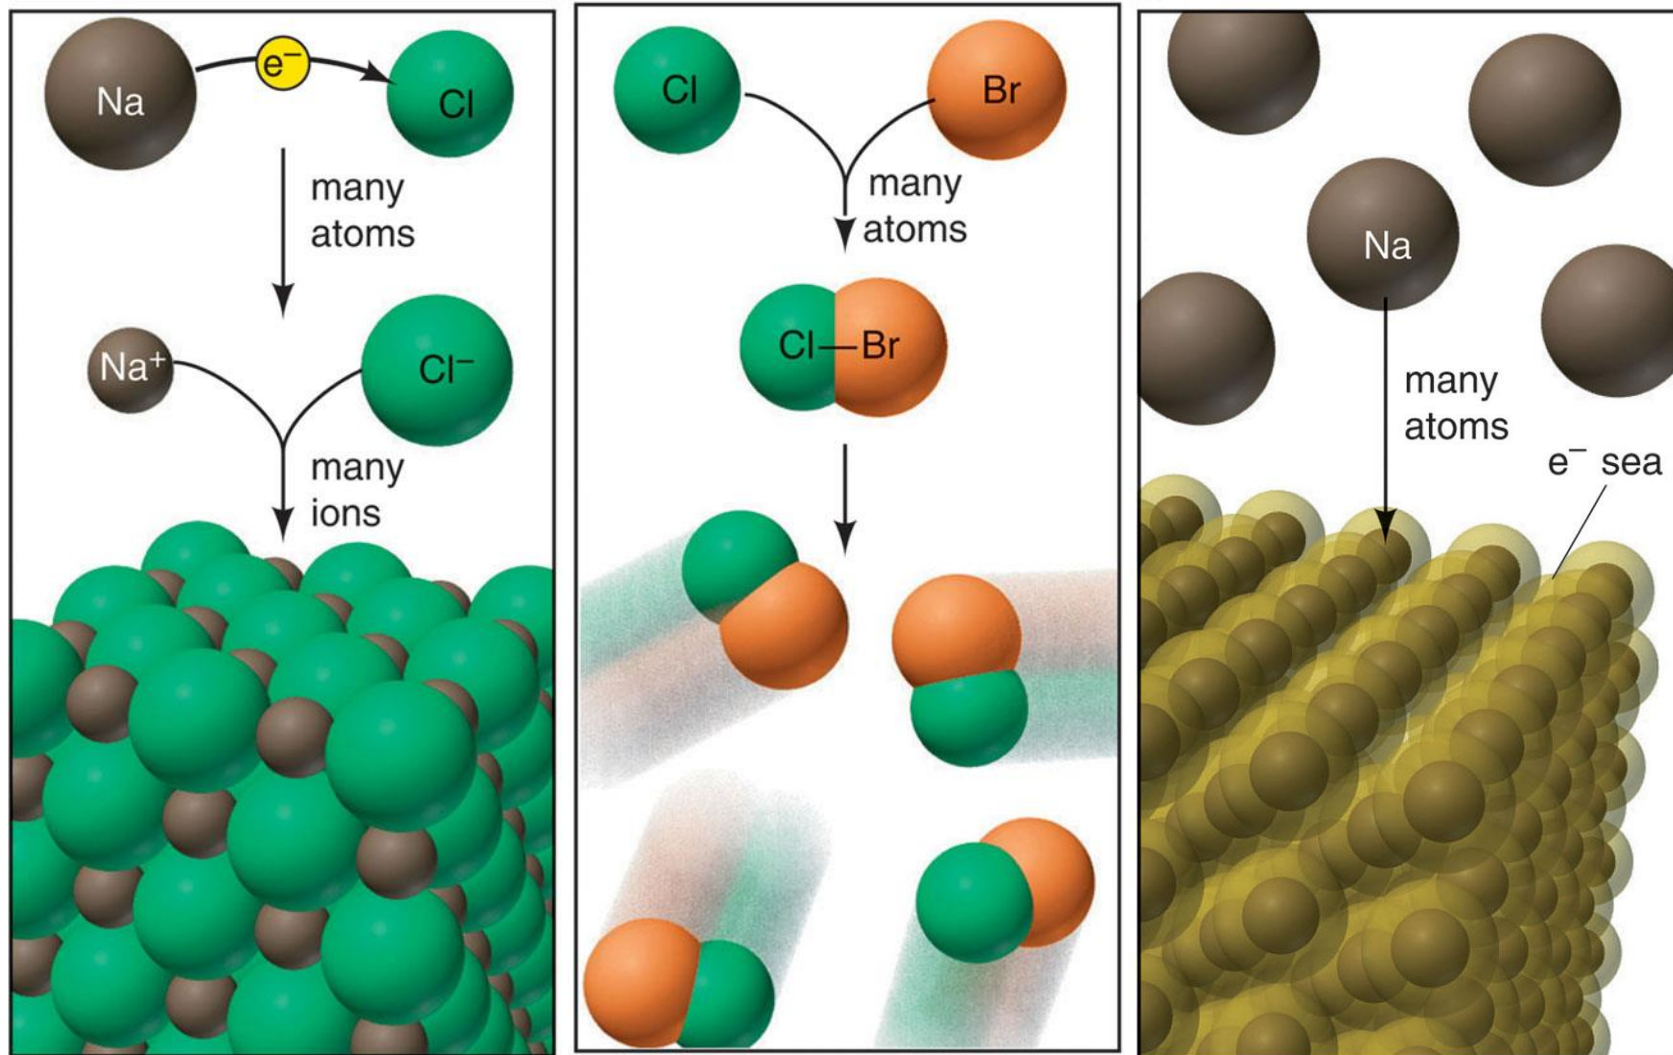 Na
e⁻
Cl
many
atoms
Na⁺
Cl⁻
many
ions
Cl
Br
many
atoms
Cl—Br
Na
many
atoms
e⁻ sea